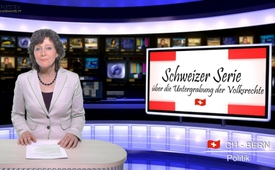 Schweizer Serie
über die Untergrabung der Volksrechte
CH - BERN
Politik